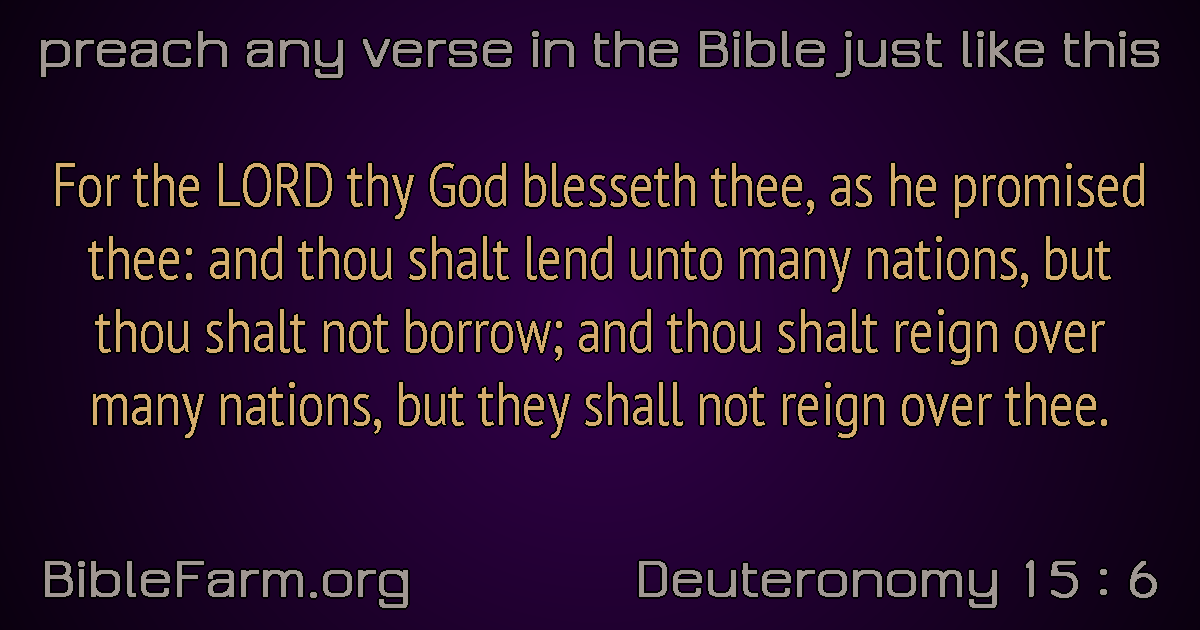 preach any verse in the Bible just like this
For the LORD thy God blesseth thee, as he promised
thee: and thou shalt lend unto many nations, but
thou shalt not borrow; and thou shalt reign over
many nations, but they shall not reign over thee.
BibleFarm.org
Deuteronomy 15 : 6